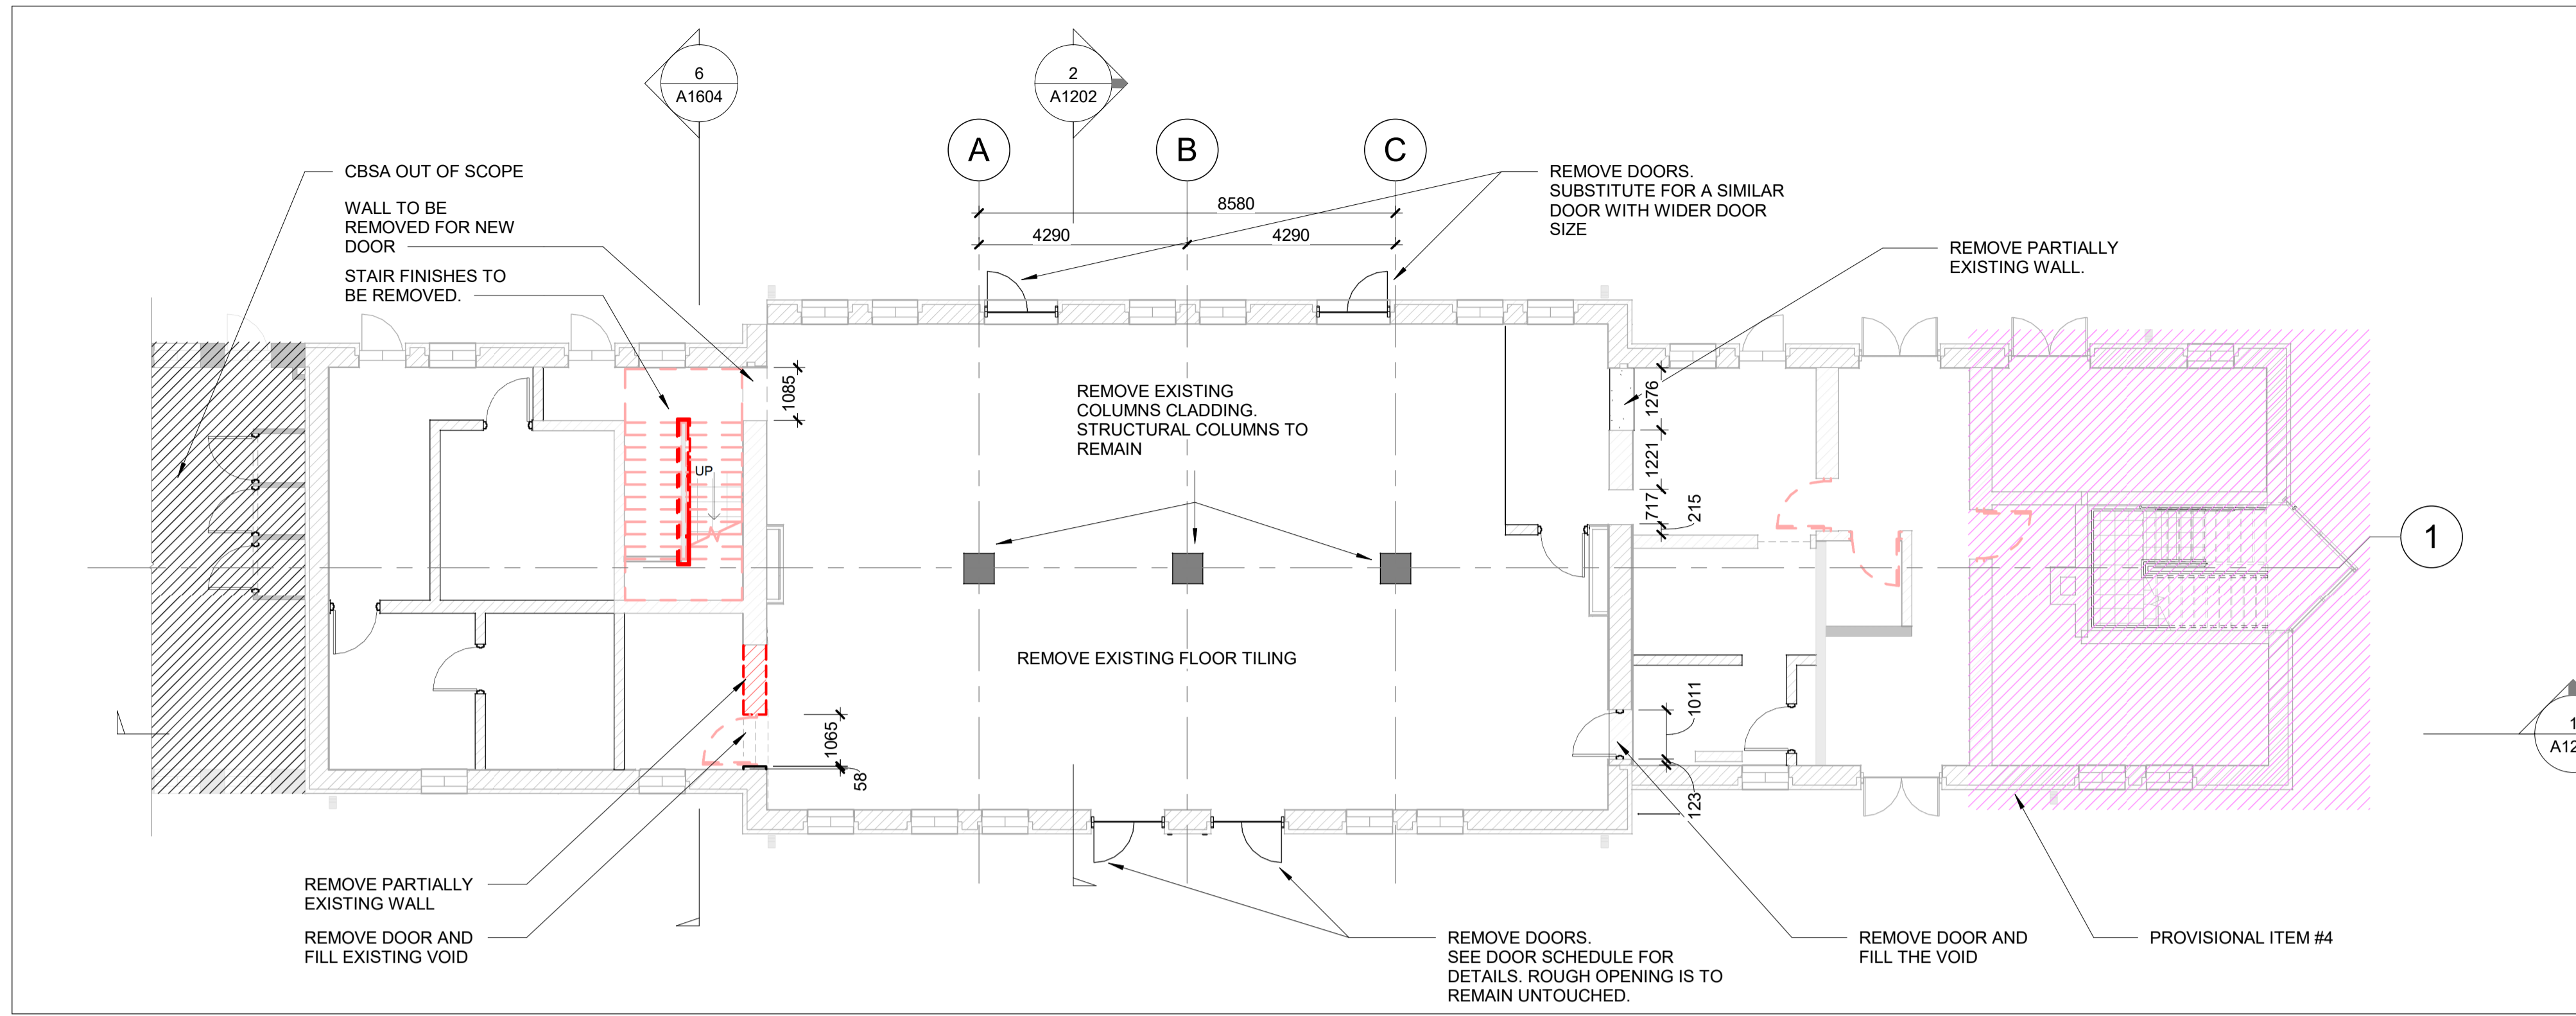 6
A1604
2
A1202
A
B
C
CBSA OUT OF SCOPE
WALL TO BE
REMOVED FOR NEW
DOOR
STAIR FINISHES TO
BE REMOVED.
8580
4290
4290
REMOVE DOORS.
SUBSTITUTE FOR A SIMILAR
DOOR WITH WIDER DOOR
SIZE
REMOVE PARTIALLY
EXISTING WALL.
1085
REMOVE EXISTING
COLUMNS CLADDING.
STRUCTURAL COLUMNS TO
REMAIN
1276
1221
717
215
UP
1
REMOVE EXISTING FLOOR TILING
1065
58
1011
123
1
A12
REMOVE PARTIALLY
EXISTING WALL
REMOVE DOOR AND
FILL EXISTING VOID
REMOVE DOORS.
SEE DOOR SCHEDULE FOR
DETAILS. ROUGH OPENING IS TO
REMAIN UNTOUCHED.
REMOVE DOOR AND
FILL THE VOID
PROVISIONAL ITEM #4